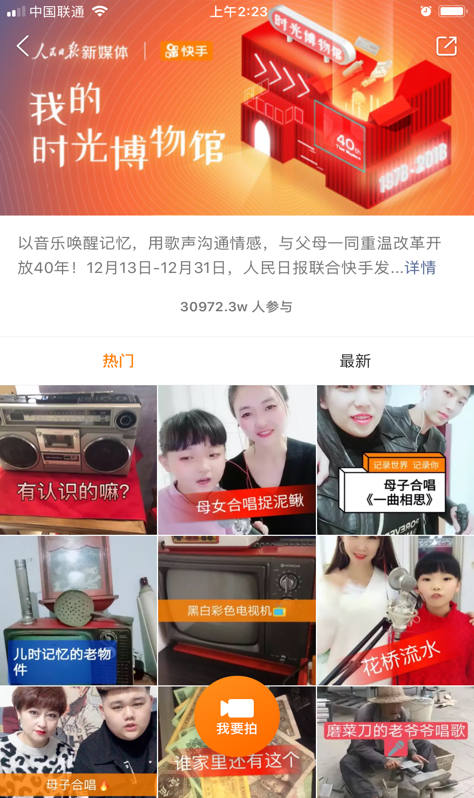 中国联通
上午2:23
人民日报新媒体
快手
时光博物馆
我的
时光博物馆
40th
1978-2018
以音乐唤醒记忆，用歌声沟通情感，与父母一同重温改革开
放40年！12月13日-12月31日，人民日报联合快手发...详情
30972.3w 人参与
热门
最新
有认识的嘛?
母女合唱捉泥鳅
记录世界 记录你
母子合唱
《一曲相思》
儿时记忆的老物
件
黑白彩色电视机
花桥流水
母子合唱
我要拍
谁家里还有这个
磨菜刀的老爷爷唱歌